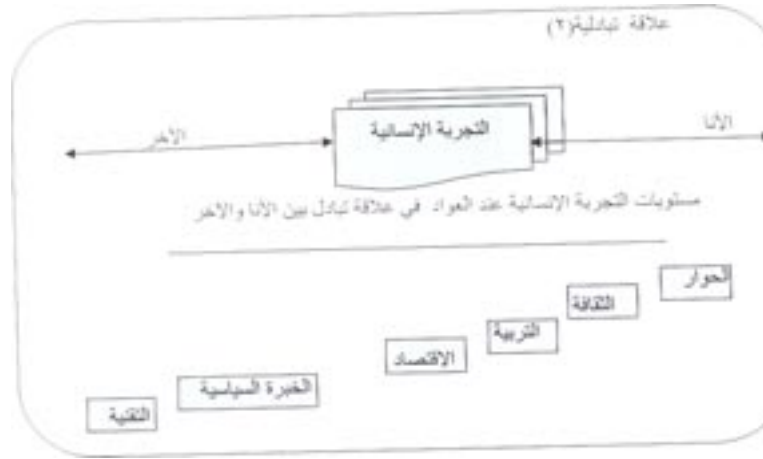 علاقة تبادلية(٢)
الأنا
التجربة الإنسانية
الآخر
مستويات التجربة الإنسانية عند العواد في علاقة تبادل بين الأنا والآخر
الحوار
الثقافة
التربية
الاقتصاد
الخبرة السياسية
التقنية